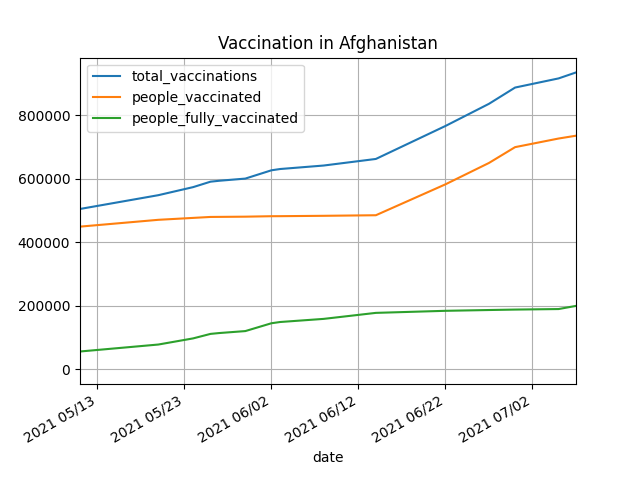 Vaccination in Afghanistan
total_vaccinations
people_vaccinated
people_fully_vaccinated
800000
600000
400000
200000
0
2021 05/13
2021 05/23
2021 06/02
2021 06/12
2021 06/22
2021 07/02
date